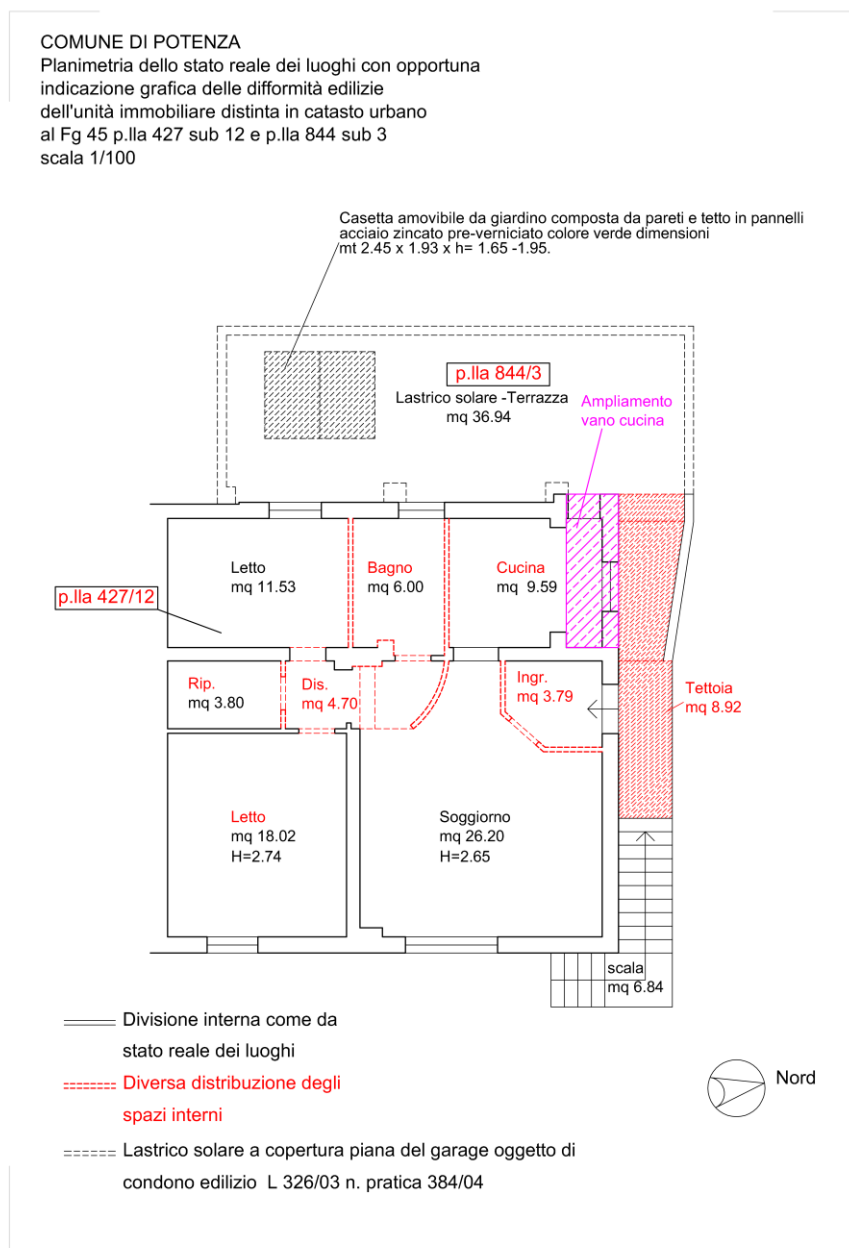 COMUNE DI POTENZA
Planimetria dello stato reale dei luoghi con opportuna
indicazione grafica delle difformità edilizie
dell'unità immobiliare distinta in catasto urbano
al Fg 45 p.lla 427 sub 12 e p.lla 844 sub 3
scala 1/100
Casetta amovibile da giardino composta da pareti e tetto in pannelli
acciaio zincato pre-verniciato colore verde dimensioni
mt 2.45 x 1.93 x h= 1.65 -1.95.
p.lla 844/3
Lastrico solare -Terrazza
mq 36.94
Ampliamento
vano cucina
Letto
mq 11.53
Bagno
mq 6.00
Cucina
mq 9.59
p.lla 427/12
Rip.
mq 3.80
Dis.
mq 4.70
Ingr.
mq 3.79
Tettoia
mq 8.92
Letto
mq 18.02
H=2.74
Soggiorno
mq 26.20
H=2.65
scala
mq 6.84
Divisione interna come da
stato reale dei luoghi
Diversa distribuzione degli
spazi interni
Lastrico solare a copertura piana del garage oggetto di
condono edilizio L 326/03 n. pratica 384/04
Nord